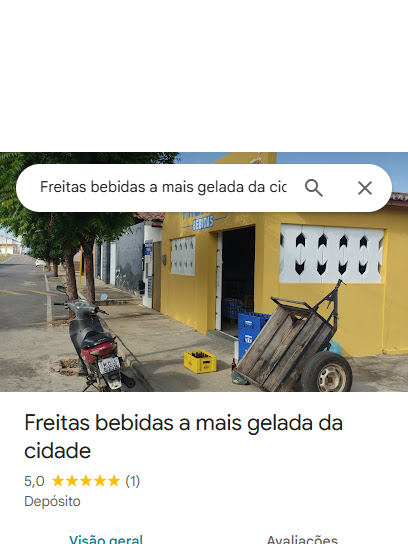 Freitas bebidas a mais gelada da cid
BEBIDAS
Freitas bebidas a mais gelada da
cidade
5,0 (1)
Depósito
Visão geral Avaliações